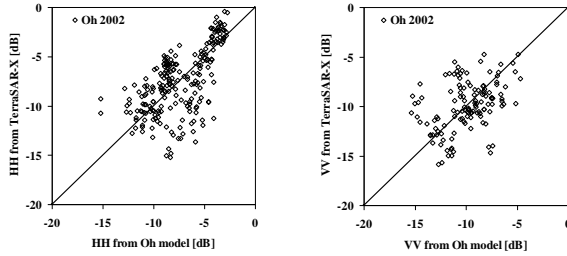 0
-5
-10
-15
-20
HH from TerraSAR-X [dB]
Oh 2002
-20 -15 -10 -5 0
HH from Oh model [dB]
0
-5
-10
-15
-20
VV from TerraSAR-X [dB]
Oh 2002
-20 -15 -10 -5 0
VV from Oh model [dB]